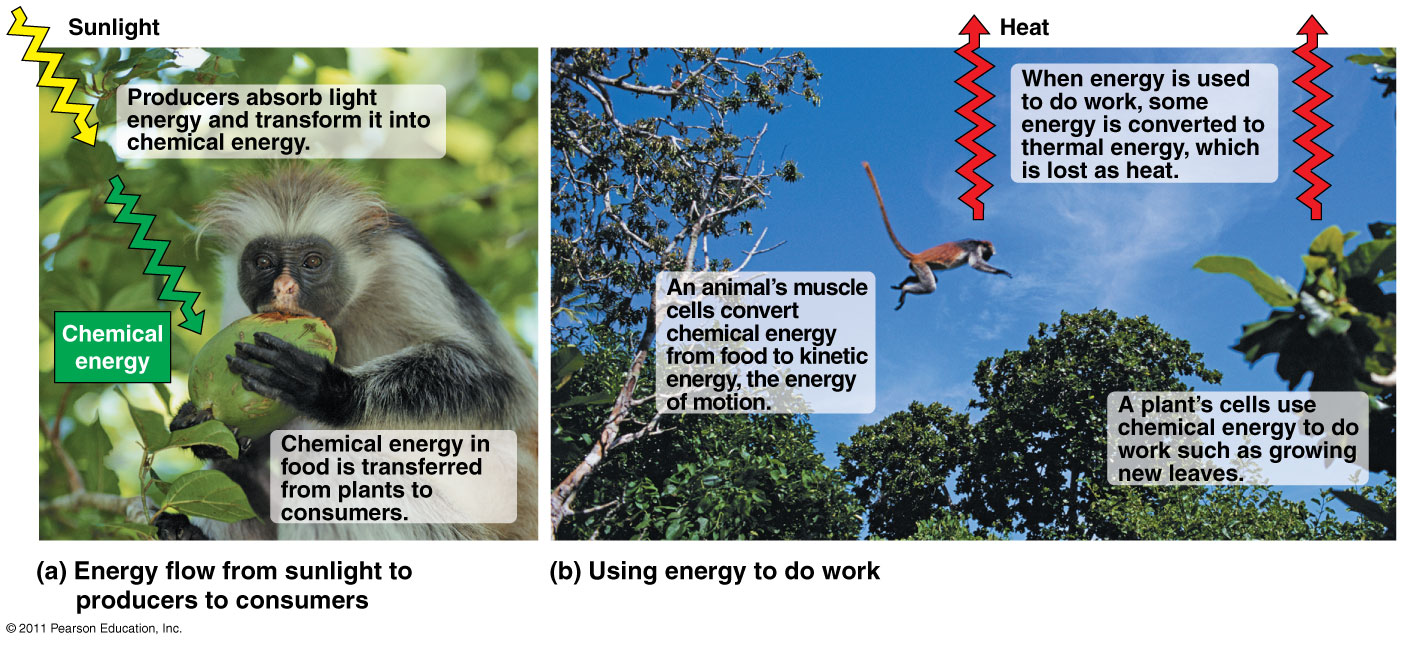 Sunlight
Producers absorb light
energy and transform it into
chemical energy.
Chemical
energy
Chemical energy in
food is transferred
from plants to
consumers.
(a) Energy flow from sunlight to
producers to consumers
Heat
When energy is used
to do work, some
energy is converted to
thermal energy, which
is lost as heat.
An animal’s muscle
cells convert
chemical energy
from food to kinetic
energy, the energy
of motion.
A plant’s cells use
chemical energy to do
work such as growing
new leaves.
(b) Using energy to do work
© 2011 Pearson Education, Inc.